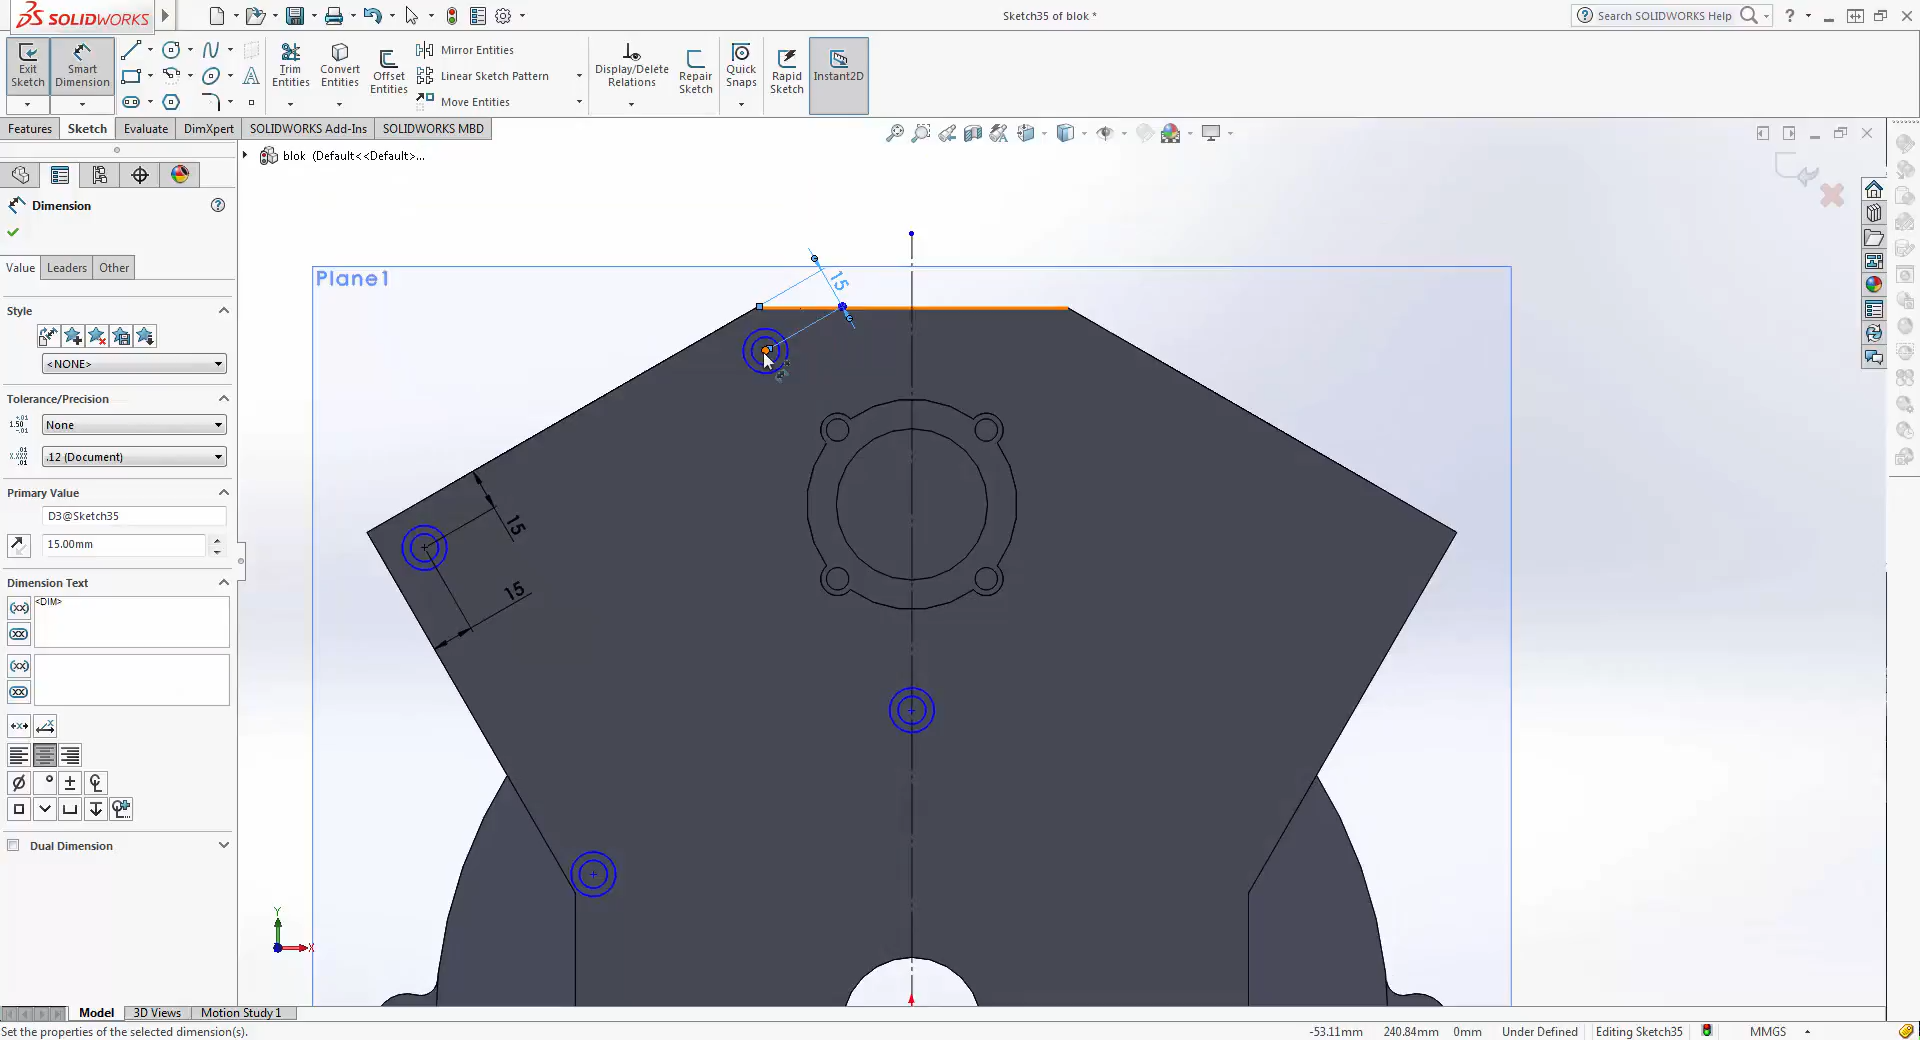 SOLIDWORKS
Sketch35 of blok *
Search SOLIDWORKS Help
?
Exit Sketch
Smart Dimension
Trim Entities
Convert Entities
Offset Entities
Mirror Entities
Linear Sketch Pattern
Move Entities
Display/Delete Relations
Repair Sketch
Quick Snaps
Rapid Sketch
Instant2D
Features
Sketch
Evaluate
DimXpert
SOLIDWORKS Add-Ins
SOLIDWORKS MBD
blok (Default<<Default>...
Dimension
Value
Leaders
Other
Style
<NONE>
Tolerance/Precision
None
.12 (Document)
Primary Value
D3@Sketch35
15.00mm
Dimension Text
<DIM>
Dual Dimension
Plane1
15
15
15
Y
X
Model
3D Views
Motion Study 1
Set the properties of the selected dimension(s).
-53.11mm
240.84mm
0mm
Under Defined
Editing Sketch35
MMGS